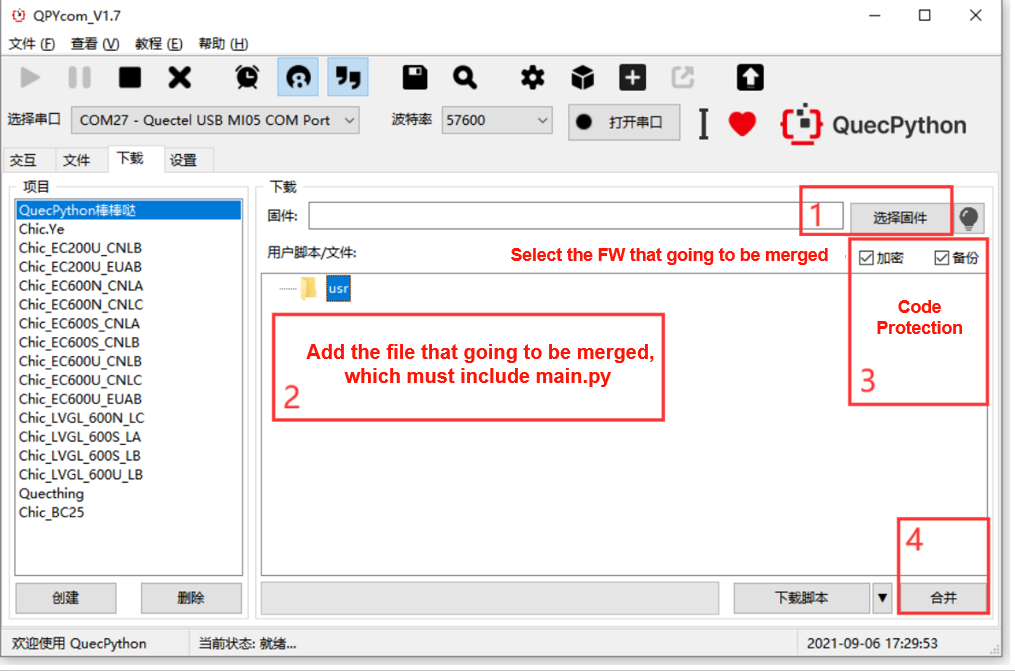 QPYcom_V1.7
文件 (F) 查看 (V) 教程 (E) 帮助 (H)
选择串口 COM27 - Quectel USB MI05 COM Port 波特率 57600 打开串口 QuecPython
交互 文件 下载 设置
项目
QuecPython棒棒哒
Chic.Ye
Chic_EC200U_CNLB
Chic_EC200U_EUAB
Chic_EC600N_CNLA
Chic_EC600N_CNLC
Chic_EC600S_CNLA
Chic_EC600S_CNLB
Chic_EC600U_CNLB
Chic_EC600U_CNLC
Chic_EC600U_EUAB
Chic_LVGL_600N_LC
Chic_LVGL_600S_LA
Chic_LVGL_600S_LB
Chic_LVGL_600U_LB
Quecthing
Chic_BC25
创建 删除
下载
固件: 1 选择固件
用户脚本/文件: Select the FW that going to be merged 加密 备份
usr
Code
Protection
3
Add the file that going to be merged,
which must include main.py
2
4
下载脚本 合并
欢迎使用 QuecPython 当前状态: 就绪... 2021-09-06 17:29:53